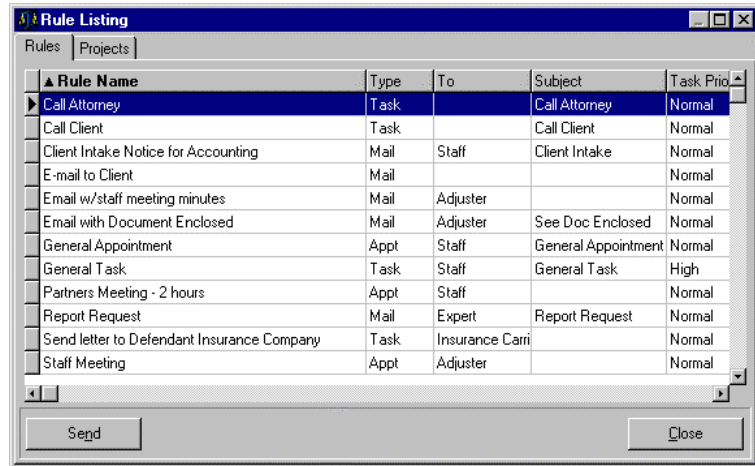 Rule Listing
Rules Projects
▲ Rule Name Type To Subject Task Prio
Call Attorney Task Call Attorney Normal
Call Client Task Call Client Normal
Client Intake Notice for Accounting Mail Staff Client Intake Normal
E-mail to Client Mail Normal
Email w/staff meeting minutes Mail Adjuster Normal
Email with Document Enclosed Mail Adjuster See Doc Enclosed Normal
General Appointment Appt Staff General Appointment Normal
General Task Task Staff General Task High
Partners Meeting - 2 hours Appt Staff Normal
Report Request Mail Expert Report Request Normal
Send letter to Defendant Insurance Company Task Insurance Carri Normal
Staff Meeting Appt Adjuster Normal
Send Close